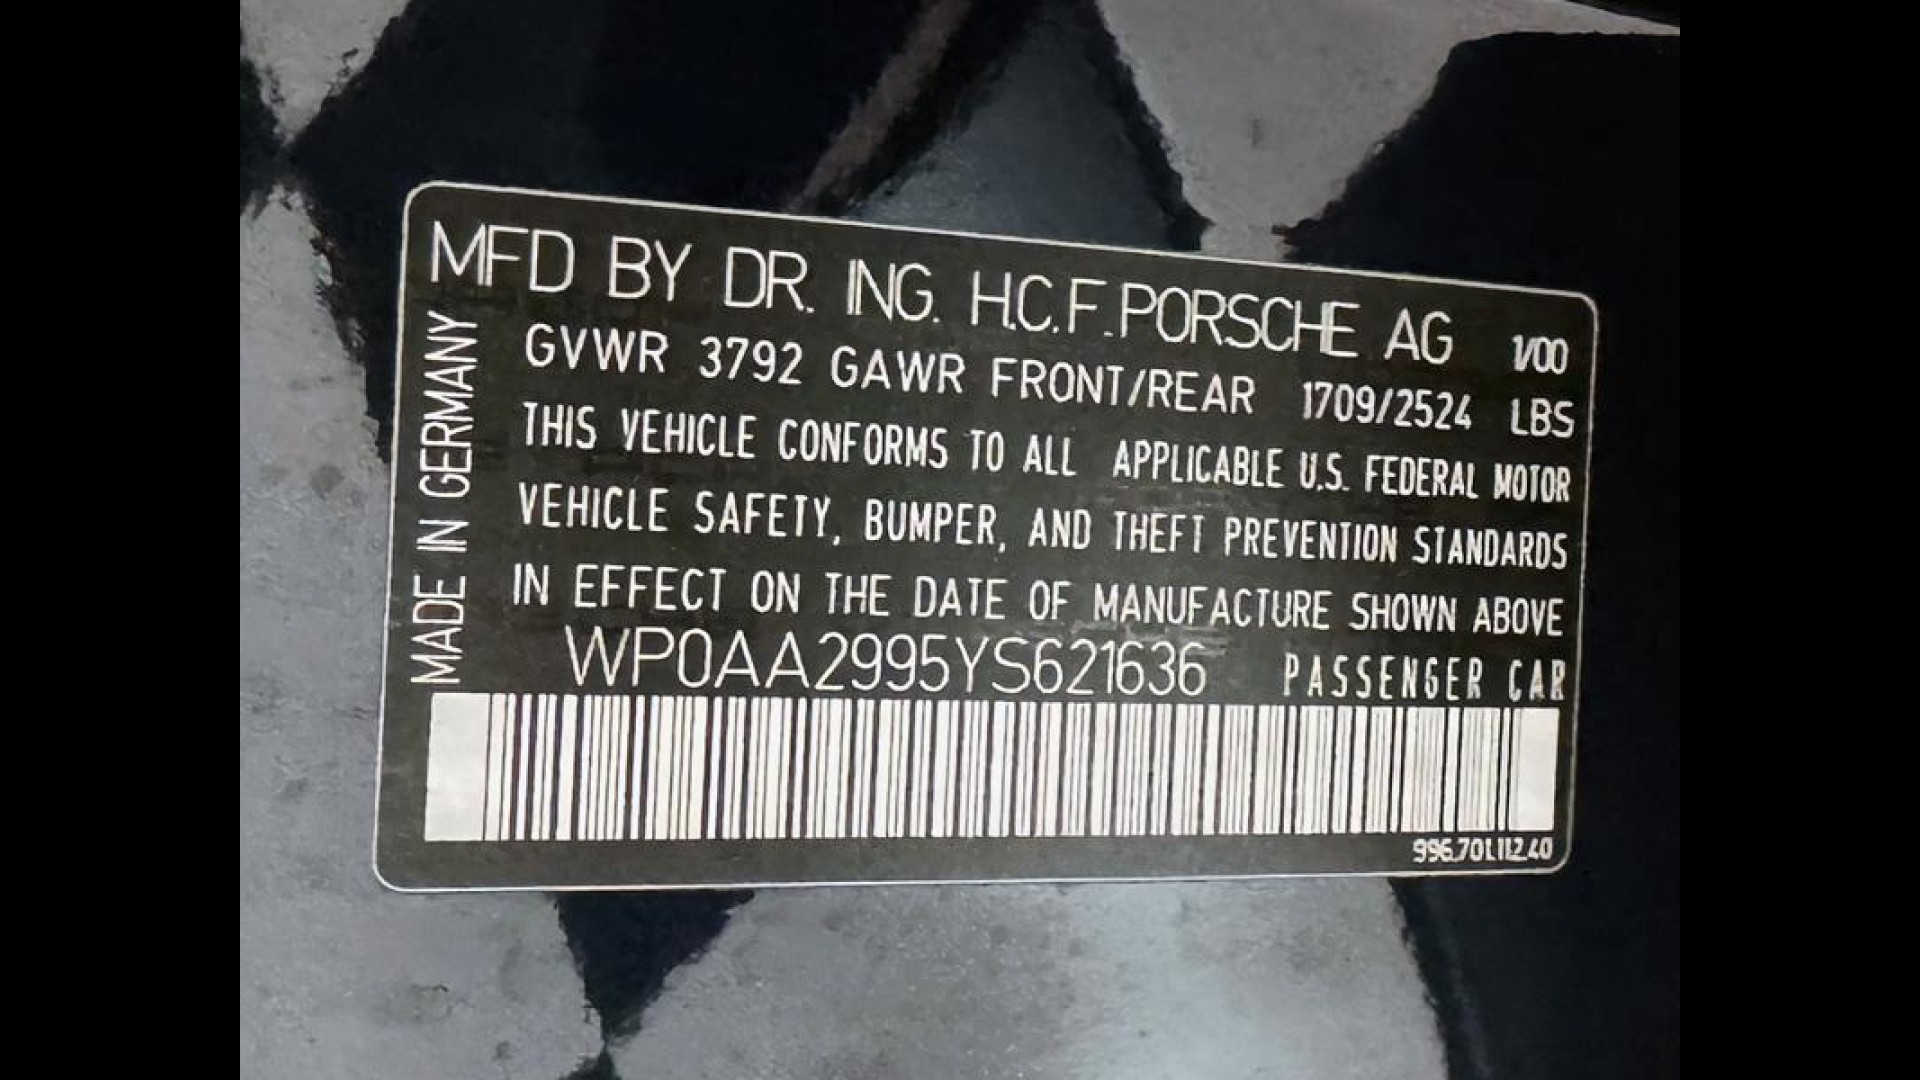 MFD BY DR. ING. H.C.F. PORSCHE AG 1/00
GVWR 3792 GAWR FRONT/REAR 1709/2524 LBS
THIS VEHICLE CONFORMS TO ALL APPLICABLE U.S. FEDERAL MOTOR
VEHICLE SAFETY, BUMPER, AND THEFT PREVENTION STANDARDS
IN EFFECT ON THE DATE OF MANUFACTURE SHOWN ABOVE
WP0AA2995YS621636 PASSENGER CAR
MADE IN GERMANY
996.701.112.40